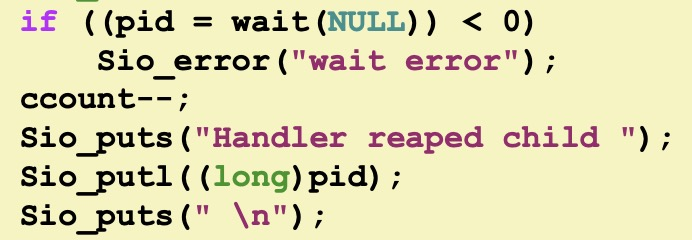 if ((pid = wait(NULL)) < 0)
    Sio_error("wait error");
ccount--;
Sio_puts("Handler reaped child ");
Sio_putl((long)pid);
Sio_puts(" \n");